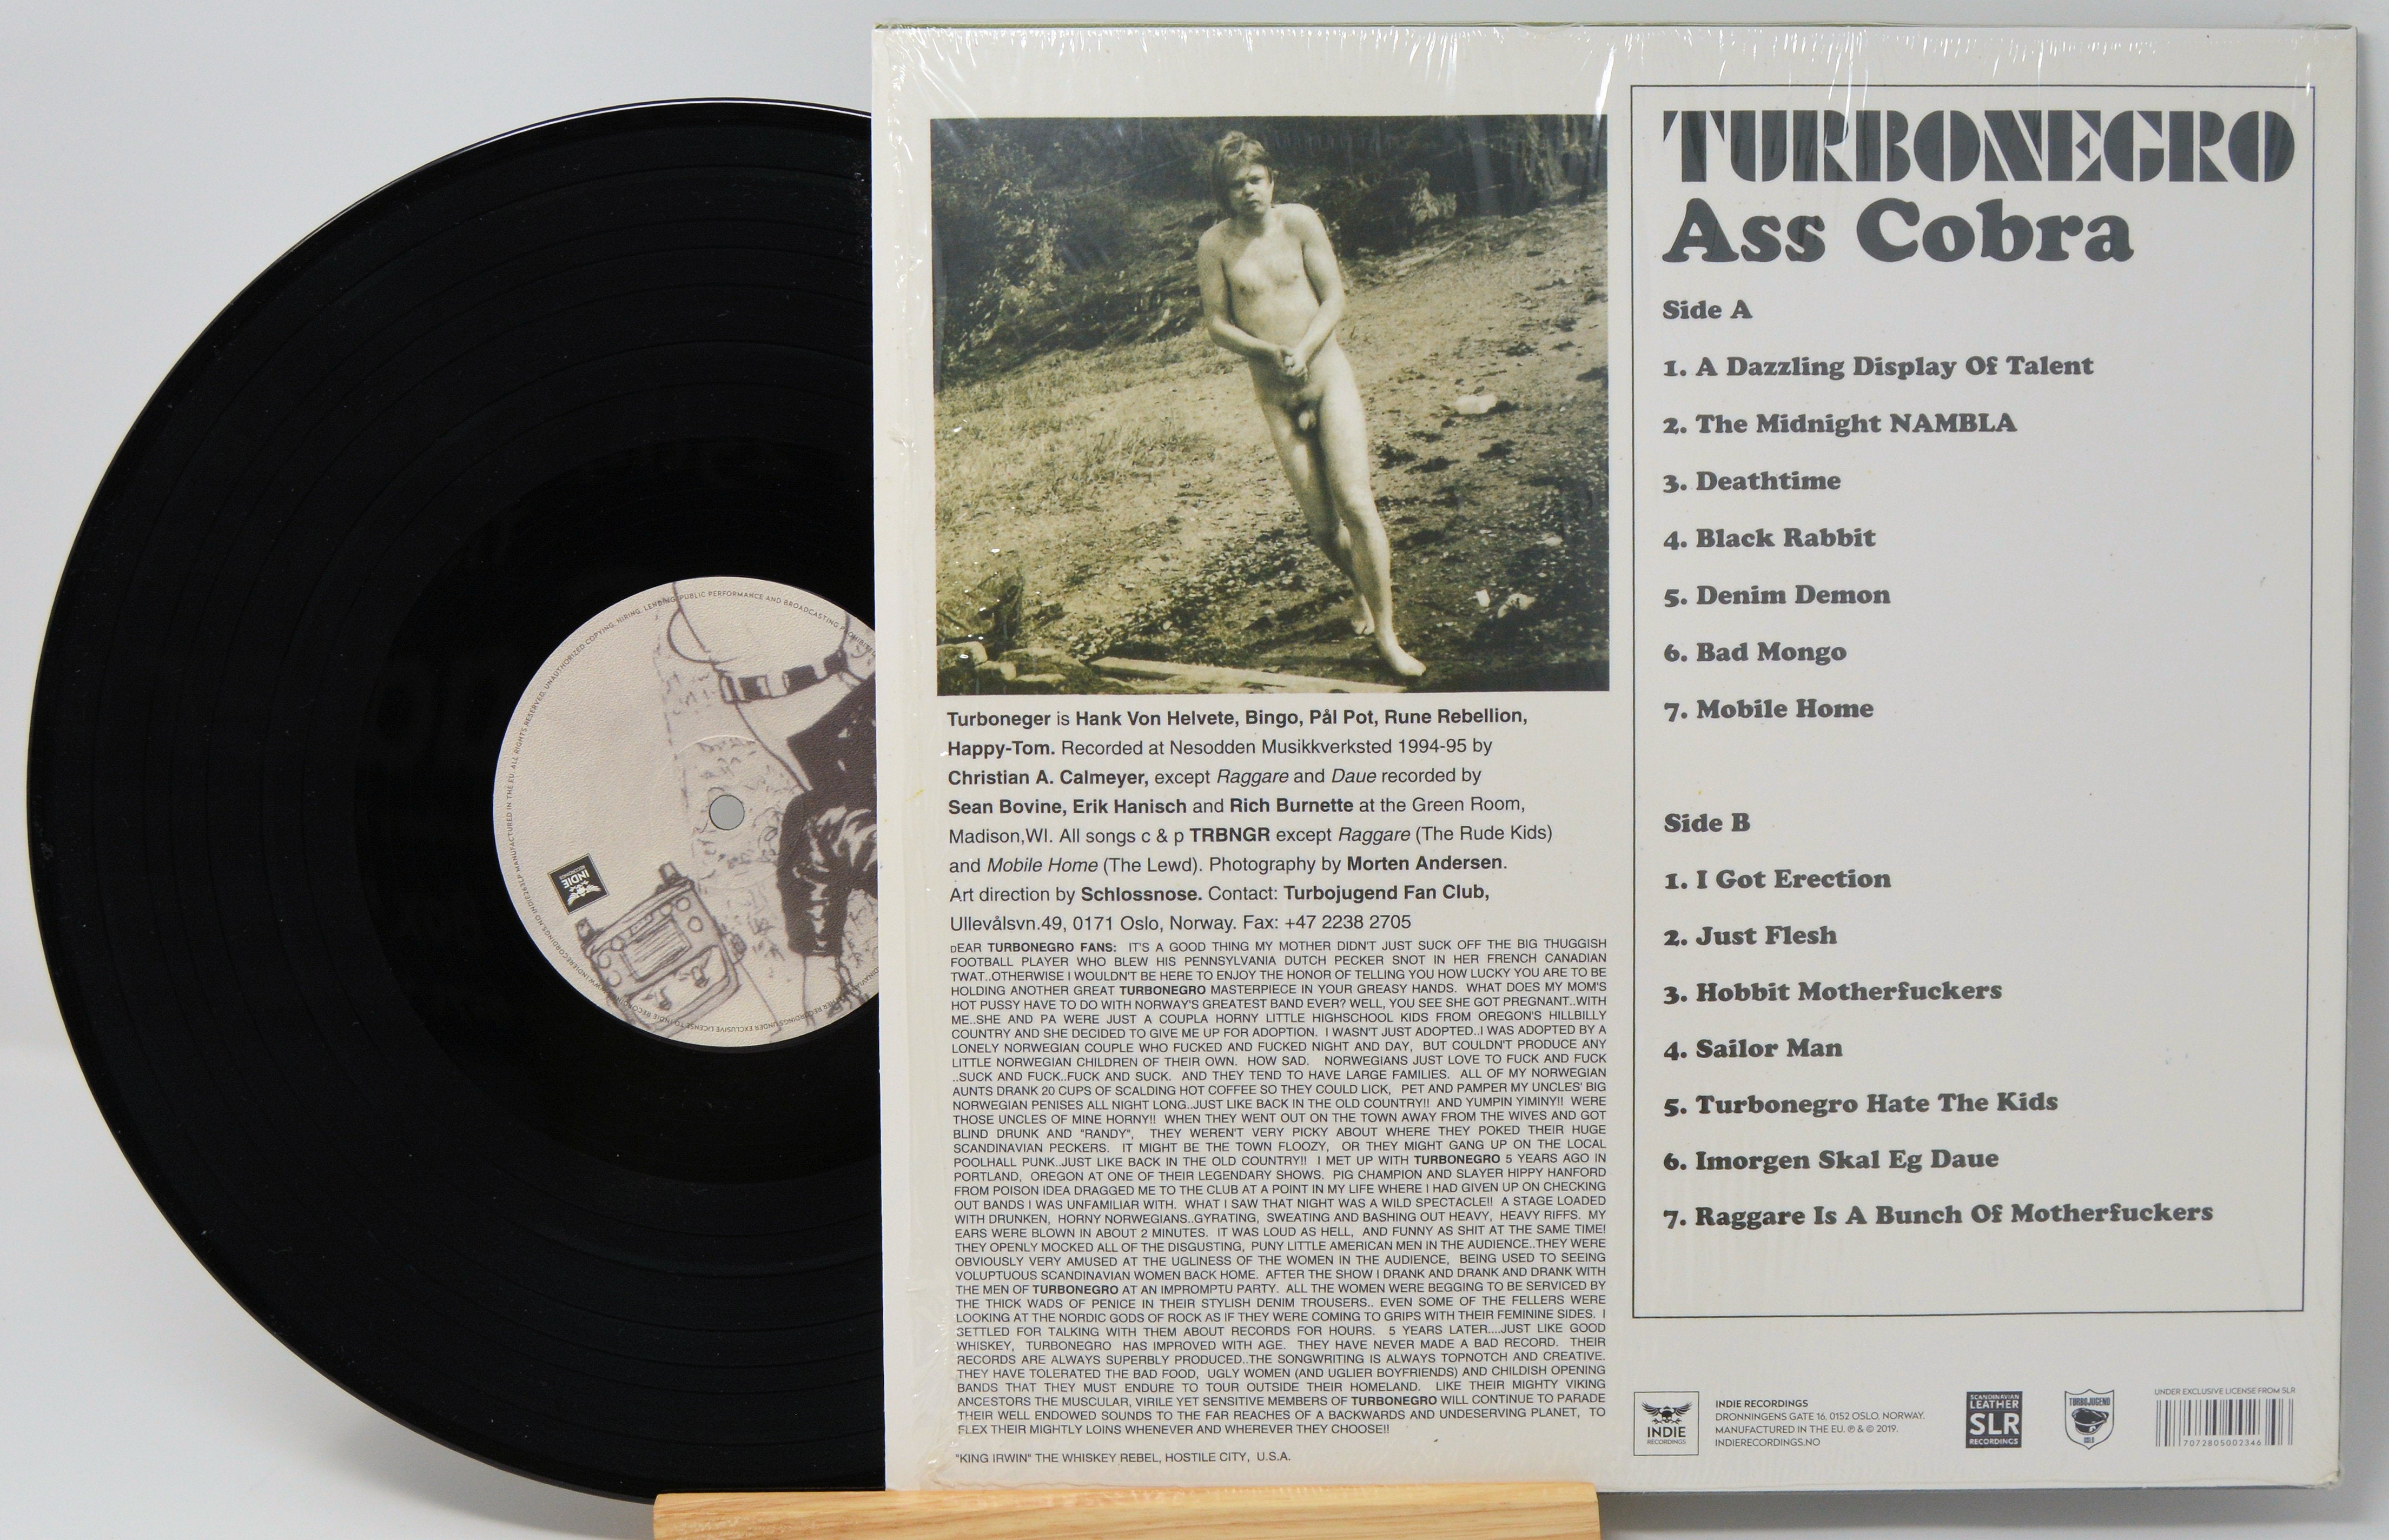 TURBONEGRO
Ass Cobra
Side A
1. A Dazzling Display Of Talent
2. The Midnight NAMBLA
3. Deathtime
4. Black Rabbit
5. Denim Demon
6. Bad Mongo
7. Mobile Home
Side B
1. I Got Erection
2. Just Flesh
3. Hobbit Motherfuckers
4. Sailor Man
5. Turbonegro Hate The Kids
6. Imorgen Skal Eg Daue
7. Raggare Is A Bunch Of Motherfuckers
Turboneger is Hank Von Helvete, Bingo, Pål Pot, Rune Rebellion,
Happy-Tom. Recorded at Nesodden Musikkverksted 1994-95 by
Christian A. Calmeyer, except Raggare and Daue recorded by
Sean Bovine, Erik Hanisch and Rich Burnette at the Green Room,
Madison,WI. All songs c & p TRBNGR except Raggare (The Rude Kids)
and Mobile Home (The Lewd). Photography by Morten Andersen.
Art direction by Schlossnose. Contact: Turbojugend Fan Club,
Ullevålsvn.49, 0171 Oslo, Norway. Fax: +47 2238 2705
DEAR TURBONEGRO FANS: IT'S A GOOD THING MY MOTHER DIDN'T JUST SUCK OFF THE BIG THUGGISH
FOOTBALL PLAYER WHO BLEW HIS PENNSYLVANIA DUTCH PECKER SNOT IN HER FRENCH CANADIAN
TWAT..OTHERWISE I WOULDN'T BE HERE TO ENJOY THE HONOR OF TELLING YOU HOW LUCKY YOU ARE TO BE
HOLDING ANOTHER GREAT TURBONEGRO MASTERPIECE IN YOUR GREASY HANDS. WHAT DOES MY MOM'S
HOT PUSSY HAVE TO DO WITH NORWAY'S GREATEST BAND EVER? WELL, YOU SEE SHE GOT PREGNANT..WITH
ME..SHE AND PA WERE JUST A COUPLA HORNY LITTLE HIGHSCHOOL KIDS FROM OREGON'S HILLBILLY
COUNTRY AND SHE DECIDED TO GIVE ME UP FOR ADOPTION. I WASN'T JUST ADOPTED..I WAS ADOPTED BY A
LONELY NORWEGIAN COUPLE WHO FUCKED AND FUCKED NIGHT AND DAY, BUT COULDN'T PRODUCE ANY
LITTLE NORWEGIAN CHILDREN OF THEIR OWN. HOW SAD. NORWEGIANS JUST LOVE TO FUCK AND FUCK
..SUCK AND FUCK..FUCK AND SUCK. AND THEY TEND TO HAVE LARGE FAMILIES. ALL OF MY NORWEGIAN
AUNTS DRANK 20 CUPS OF SCALDING HOT COFFEE SO THEY COULD LICK, PET AND PAMPER MY UNCLES' BIG
NORWEGIAN PENISES ALL NIGHT LONG..JUST LIKE BACK IN THE OLD COUNTRY!! AND YUMPIN YIMINY!! WERE
THOSE UNCLES OF MINE HORNY!! WHEN THEY WENT OUT ON THE TOWN AWAY FROM THE WIVES AND GOT
BLIND DRUNK AND "RANDY", THEY WEREN'T VERY PICKY ABOUT WHERE THEY POKED THEIR HUGE
SCANDINAVIAN PECKERS. IT MIGHT BE THE TOWN FLOOZY, OR THEY MIGHT GANG UP ON THE LOCAL
POOLHALL PUNK..JUST LIKE BACK IN THE OLD COUNTRY!! I MET UP WITH TURBONEGRO 5 YEARS AGO IN
PORTLAND, OREGON AT ONE OF THEIR LEGENDARY SHOWS. PIG CHAMPION AND SLAYER HIPPY HANFORD
FROM POISON IDEA DRAGGED ME TO THE CLUB AT A POINT IN MY LIFE WHERE I HAD GIVEN UP ON CHECKING
OUT BANDS I WAS UNFAMILIAR WITH. WHAT I SAW THAT NIGHT WAS A WILD SPECTACLE!! A STAGE LOADED
WITH DRUNKEN, HORNY NORWEGIANS..GYRATING, SWEATING AND BASHING OUT HEAVY, HEAVY RIFFS. MY
EARS WERE BLOWN IN ABOUT 2 MINUTES. IT WAS LOUD AS HELL, AND FUNNY AS SHIT AT THE SAME TIME!
THEY OPENLY MOCKED ALL OF THE DISGUSTING, PUNY LITTLE AMERICAN MEN IN THE AUDIENCE..THEY WERE
OBVIOUSLY VERY AMUSED AT THE UGLINESS OF THE WOMEN IN THE AUDIENCE, BEING USED TO SEEING
VOLUPTUOUS SCANDINAVIAN WOMEN BACK HOME. AFTER THE SHOW I DRANK AND DRANK AND DRANK WITH
THE MEN OF TURBONEGRO AT AN IMPROMPTU PARTY. ALL THE WOMEN WERE BEGGING TO BE SERVICED BY
THE THICK WADS OF PENICE IN THEIR STYLISH DENIM TROUSERS.. EVEN SOME OF THE FELLERS WERE
LOOKING AT THE NORDIC GODS OF ROCK AS IF THEY WERE COMING TO GRIPS WITH THEIR FEMININE SIDES. I
SETTLED FOR TALKING WITH THEM ABOUT RECORDS FOR HOURS. 5 YEARS LATER....JUST LIKE GOOD
WHISKEY, TURBONEGRO HAS IMPROVED WITH AGE. THEY HAVE NEVER MADE A BAD RECORD. THEIR
RECORDS ARE ALWAYS SUPERBLY PRODUCED..THE SONGWRITING IS ALWAYS TOPNOTCH AND CREATIVE.
THEY HAVE TOLERATED THE BAD FOOD, UGLY WOMEN (AND UGLIER BOYFRIENDS) AND CHILDISH OPENING
BANDS THAT THEY MUST ENDURE TO TOUR OUTSIDE THEIR HOMELAND. LIKE THEIR MIGHTY VIKING
ANCESTORS THE MUSCULAR, VIRILE YET SENSITIVE MEMBERS OF TURBONEGRO WILL CONTINUE TO PARADE
THEIR WELL ENDOWED SOUNDS TO THE FAR REACHES OF A BACKWARDS AND UNDESERVING PLANET, TO
FLEX THEIR MIGHTLY LOINS WHENEVER AND WHEREVER THEY CHOOSE!!
"KING IRWIN" THE WHISKEY REBEL, HOSTILE CITY, U.S.A.
INDIE
RECORDINGS
INDIE RECORDINGS
DRONNINGENS GATE 16, 0152 OSLO, NORWAY.
MANUFACTURED IN THE EU. ℗ & © 2019.
INDIERECORDINGS.NO
SCANDINAVIAN
LEATHER
SLR
RECORDINGS
TURBOJUGEND
OSLO
UNDER EXCLUSIVE LICENSE FROM SLR
7072805002346
MANUFACTURED IN THE EU. ALL RIGHTS RESERVED. UNAUTHORIZED COPYING, HIRING, LENDING, PUBLIC PERFORMANCE AND BROADCASTING PROHIBITED
RECORDINGS UNDER EXCLUSIVE LICENSE TO INDIE RECORDINGS
INDIE
RECORDINGS